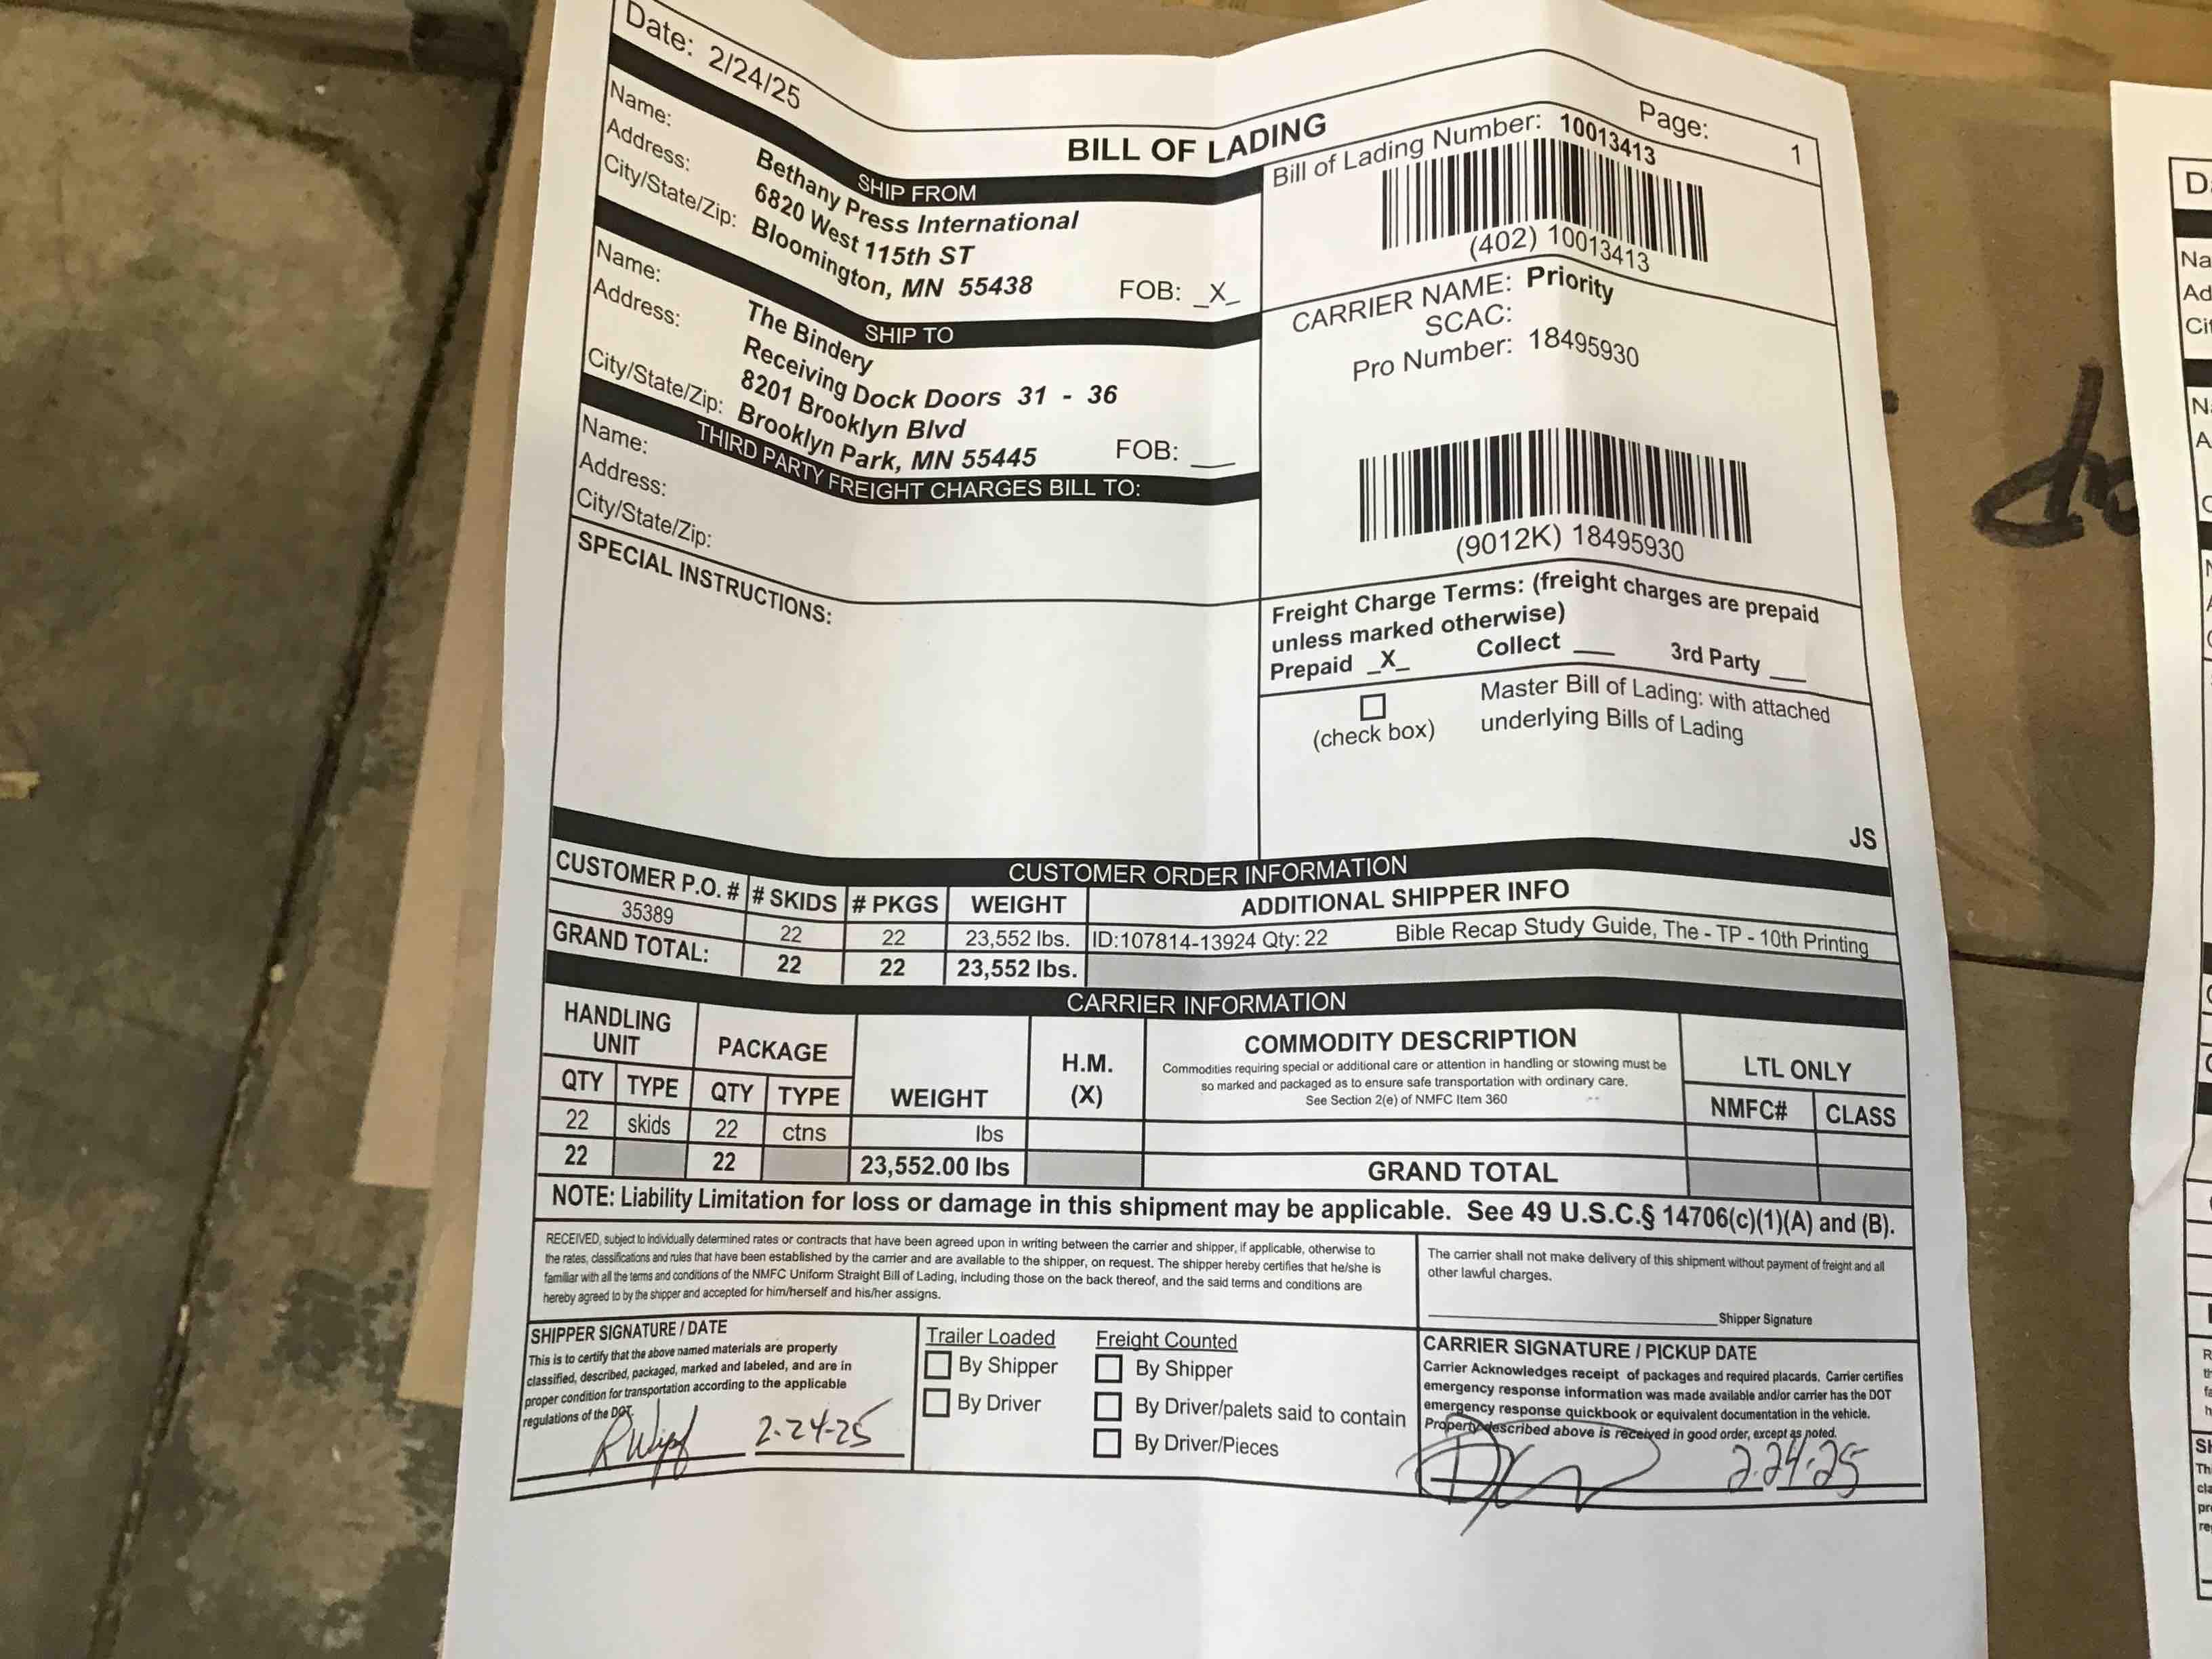 Date: 2/24/25
BILL OF LADING
Page: 1
SHIP FROM
Name: Bethany Press International
Address: 6820 West 115th ST
City/State/Zip: Bloomington, MN 55438
FOB: _X_
SHIP TO
Name: The Bindery
Address: Receiving Dock Doors 31 - 36
8201 Brooklyn Blvd
City/State/Zip: Brooklyn Park, MN 55445
FOB: ___
THIRD PARTY FREIGHT CHARGES BILL TO:
Name:
Address:
City/State/Zip:
SPECIAL INSTRUCTIONS:
Bill of Lading Number: 10013413
(402) 10013413
CARRIER NAME: Priority
SCAC:
Pro Number: 18495930
(9012K) 18495930
Freight Charge Terms: (freight charges are prepaid
unless marked otherwise)
Prepaid _X_ Collect ___ 3rd Party ___
Master Bill of Lading: with attached
(check box) underlying Bills of Lading
JS
CUSTOMER ORDER INFORMATION
CUSTOMER P.O. # # SKIDS # PKGS WEIGHT ADDITIONAL SHIPPER INFO
35389 22 22 23,552 lbs. ID:107814-13924 Qty: 22 Bible Recap Study Guide, The - TP - 10th Printing
GRAND TOTAL: 22 22 23,552 lbs.
CARRIER INFORMATION
HANDLING
UNIT
PACKAGE
WEIGHT
H.M.
(X)
COMMODITY DESCRIPTION
Commodities requiring special or additional care or attention in handling or stowing must be
so marked and packaged as to ensure safe transportation with ordinary care.
See Section 2(e) of NMFC Item 360
LTL ONLY
QTY TYPE QTY TYPE NMFC# CLASS
22 skids 22 ctns lbs
22 22 23,552.00 lbs GRAND TOTAL
NOTE: Liability Limitation for loss or damage in this shipment may be applicable. See 49 U.S.C.§ 14706(c)(1)(A) and (B).
RECEIVED, subject to individually determined rates or contracts that have been agreed upon in writing between the carrier and shipper, if applicable, otherwise to
the rates, classifications and rules that have been established by the carrier and are available to the shipper, on request. The shipper hereby certifies that he/she is
familiar with all the terms and conditions of the NMFC Uniform Straight Bill of Lading, including those on the back thereof, and the said terms and conditions are
hereby agreed to by the shipper and accepted for him/herself and his/her assigns.
The carrier shall not make delivery of this shipment without payment of freight and all
other lawful charges.
Shipper Signature
SHIPPER SIGNATURE / DATE
This is to certify that the above named materials are properly
classified, described, packaged, marked and labeled, and are in
proper condition for transportation according to the applicable
regulations of the DOT.
2-24-25
Trailer Loaded
By Shipper
By Driver
Freight Counted
By Shipper
By Driver/palets said to contain
By Driver/Pieces
CARRIER SIGNATURE / PICKUP DATE
Carrier Acknowledges receipt of packages and required placards. Carrier certifies
emergency response information was made available and/or carrier has the DOT
emergency response quickbook or equivalent documentation in the vehicle.
Property described above is received in good order, except as noted.
2-24-25